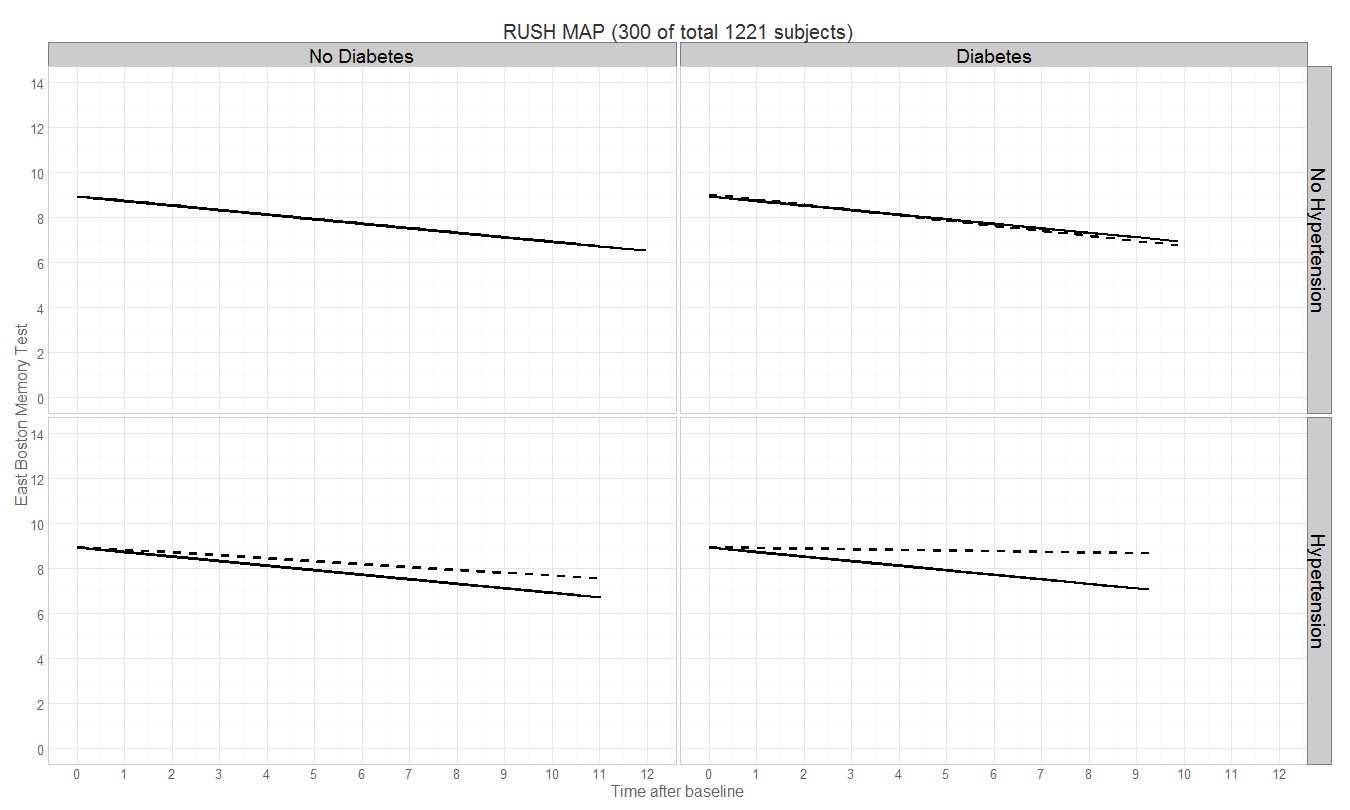 RUSH MAP (300 of total 1221 subjects)
No Diabetes
Diabetes
14
12
10
8
6
4
2
0
No Hypertension
East Boston Memory Test
14
12
10
8
6
4
2
0
Hypertension
0 1 2 3 4 5 6 7 8 9 10 11 12
0 1 2 3 4 5 6 7 8 9 10 11 12
Time after baseline